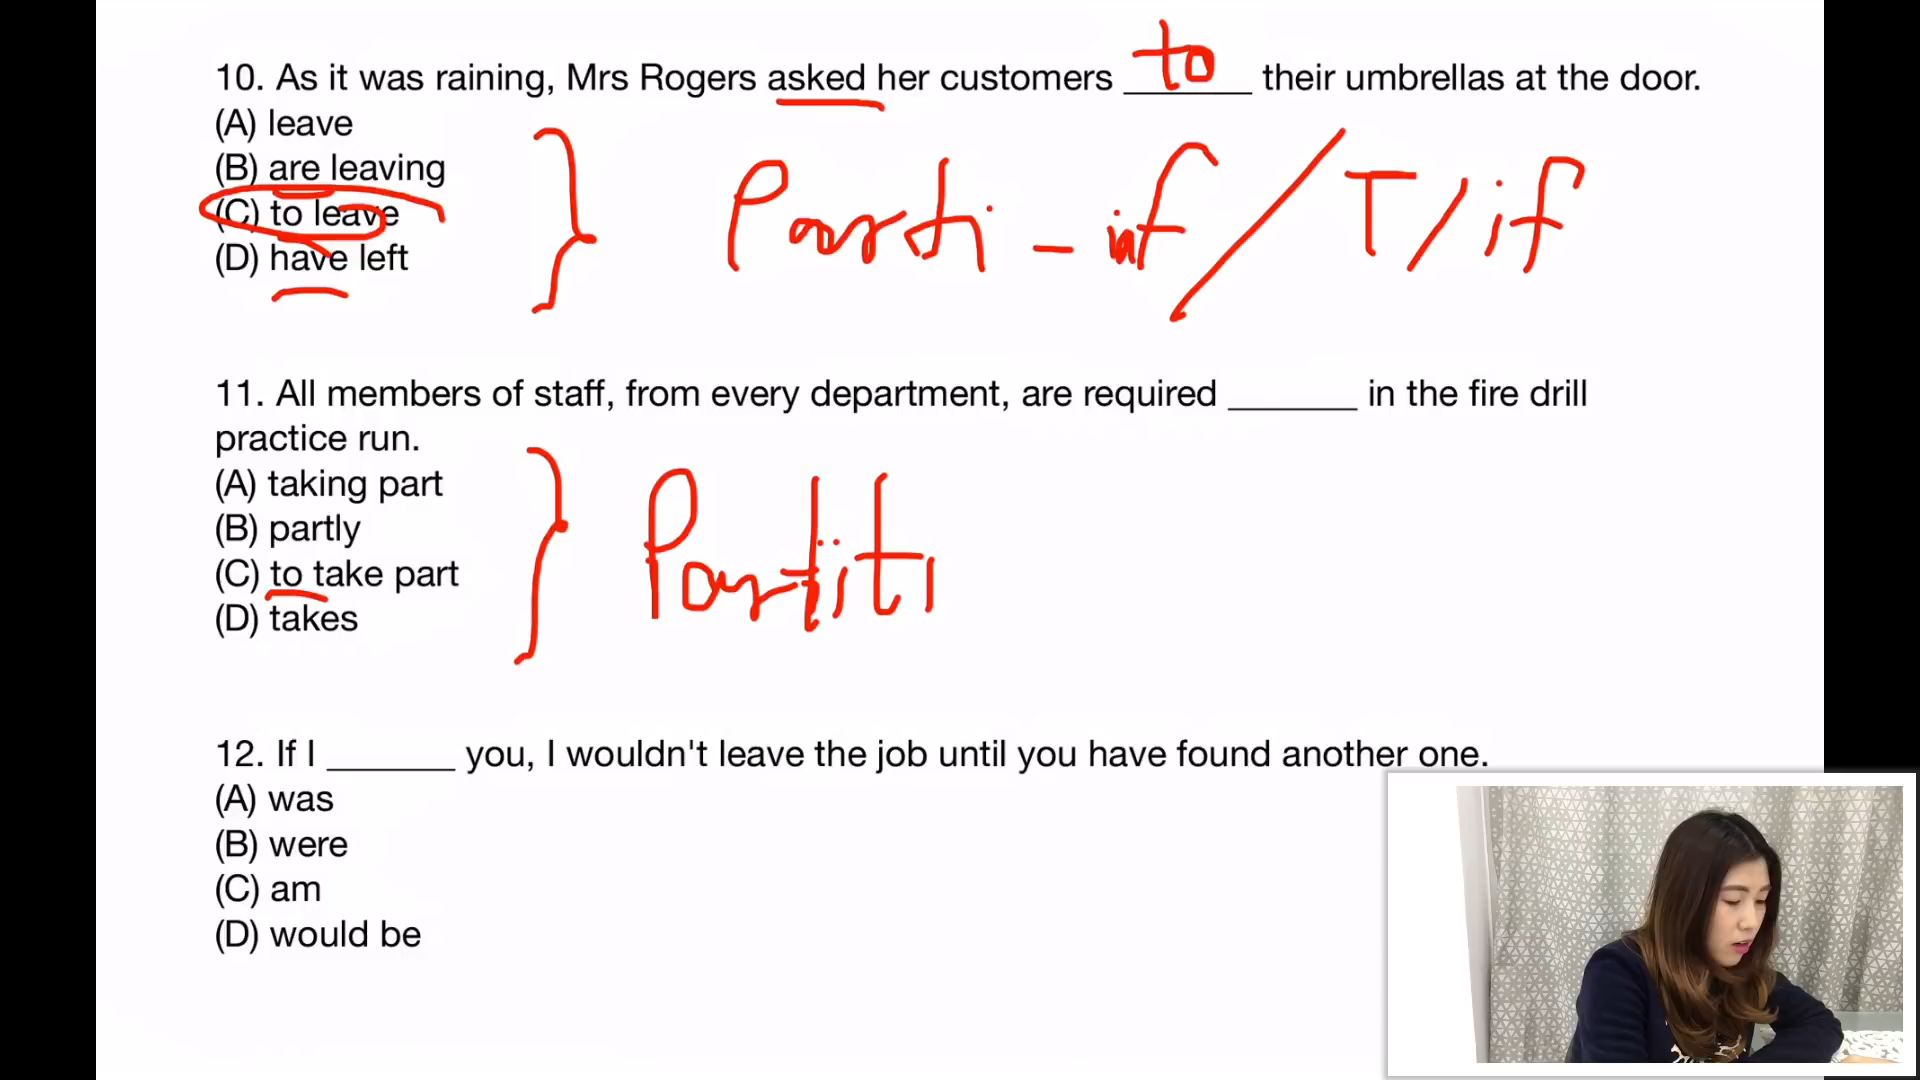 to
10. As it was raining, Mrs Rogers asked her customers _______ their umbrellas at the door.
(A) leave
(B) are leaving
(C) to leave
(D) have left
Parti - inf / T / if
11. All members of staff, from every department, are required _______ in the fire drill
practice run.
(A) taking part
(B) partly
(C) to take part
(D) takes
12. If I _______ you, I wouldn't leave the job until you have found another one.
(A) was
(B) were
(C) am
(D) would be